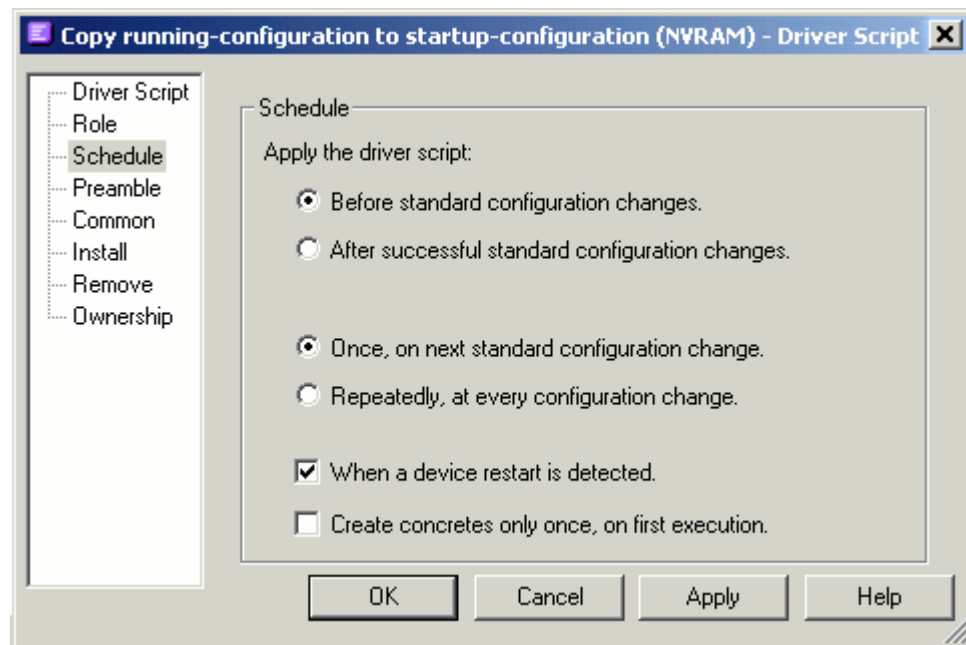 Copy running-configuration to startup-configuration (NVRAM) - Driver Script
Driver Script
Role
Schedule
Preamble
Common
Install
Remove
Ownership
Schedule
Apply the driver script:
Before standard configuration changes.
After successful standard configuration changes.
Once, on next standard configuration change.
Repeatedly, at every configuration change.
When a device restart is detected.
Create concretes only once, on first execution.
OK Cancel Apply Help